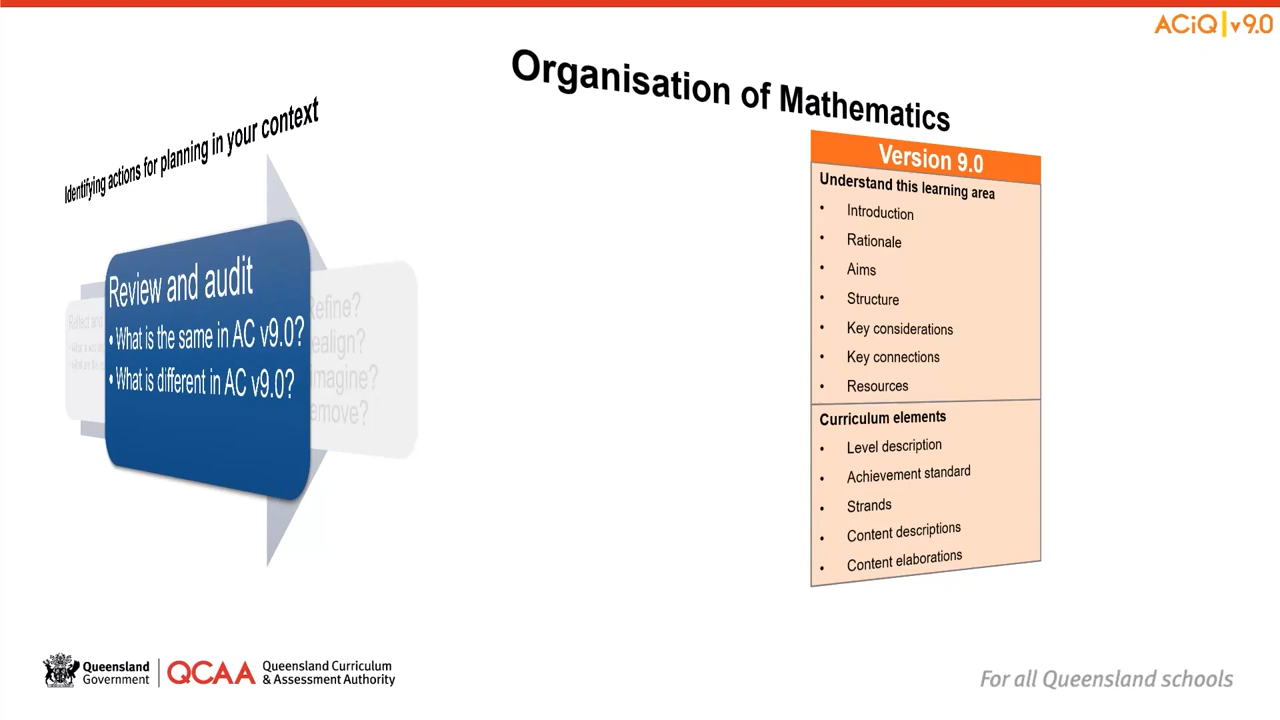 ACiQ v9.0
Organisation of Mathematics
Identifying actions for planning in your context
Review and audit
• What is the same in AC v9.0?
• What is different in AC v9.0?
Version 9.0
Understand this learning area
• Introduction
• Rationale
• Aims
• Structure
• Key considerations
• Key connections
• Resources
Curriculum elements
• Level description
• Achievement standard
• Strands
• Content descriptions
• Content elaborations
Queensland
Government
QCAA
Queensland Curriculum
& Assessment Authority
For all Queensland schools